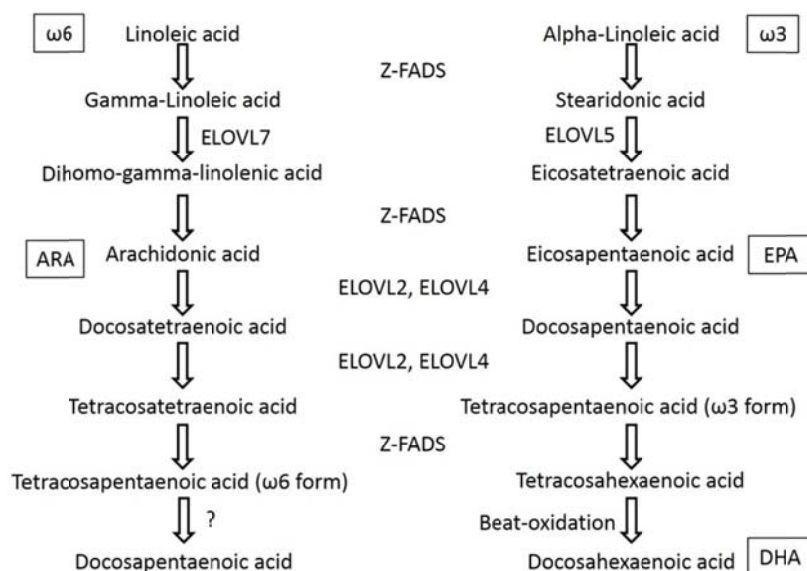 ω6 Linoleic acid Alpha-Linoleic acid ω3
Z-FADS
Gamma-Linoleic acid Stearidonic acid
ELOVL7 ELOVL5
Dihomo-gamma-linolenic acid Eicosatetraenoic acid
Z-FADS
ARA Arachidonic acid Eicosapentaenoic acid EPA
ELOVL2, ELOVL4
Docosatetraenoic acid Docosapentaenoic acid
ELOVL2, ELOVL4
Tetracosatetraenoic acid Tetracosapentaenoic acid (ω3 form)
Z-FADS
Tetracosapentaenoic acid (ω6 form) Tetracosahexaenoic acid
? Beat-oxidation
Docosapentaenoic acid Docosahexaenoic acid DHA